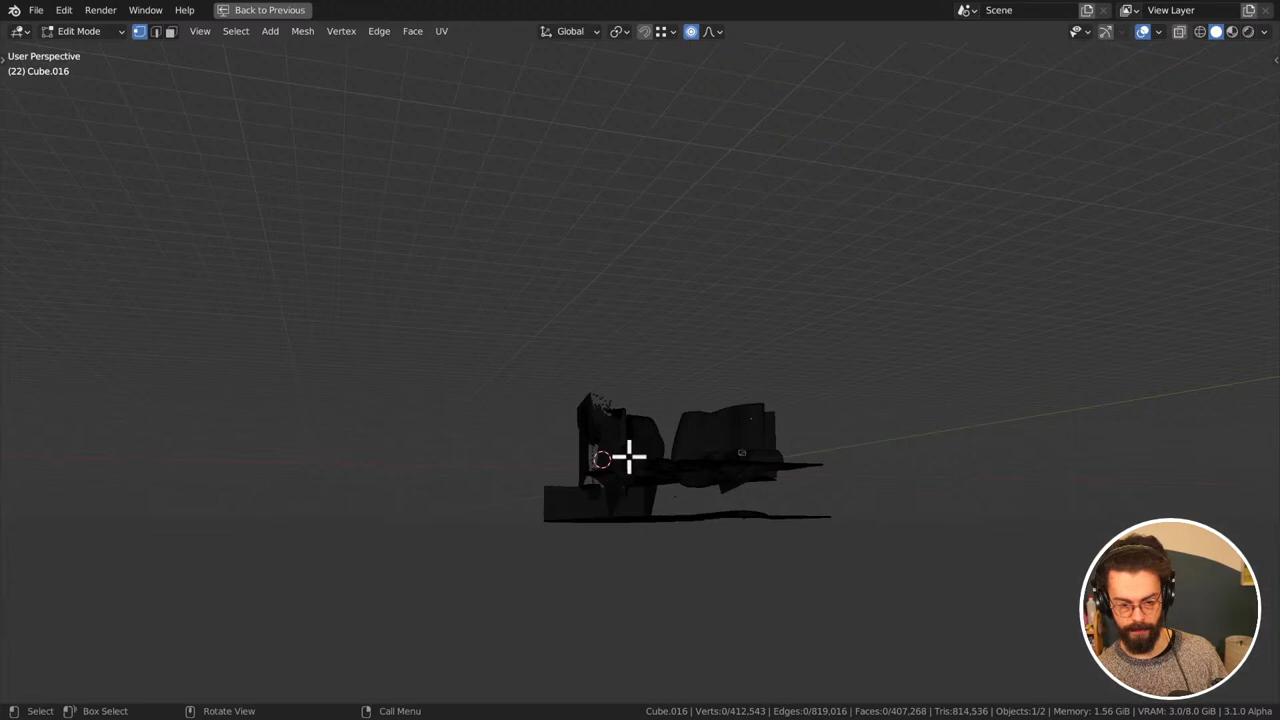 File Edit Render Window Help Back to Previous Scene View Layer
Edit Mode View Select Add Mesh Vertex Edge Face UV Global
User Perspective
(22) Cube.016
Select Box Select Rotate View Call Menu Cube.016 | Verts:0/412,543 | Edges:0/819,016 | Faces:0/407,268 | Tris:814,536 | Objects:1/2 | Memory: 1.56 GiB | VRAM: 3.0/8.0 GiB | 3.1.0 Alpha